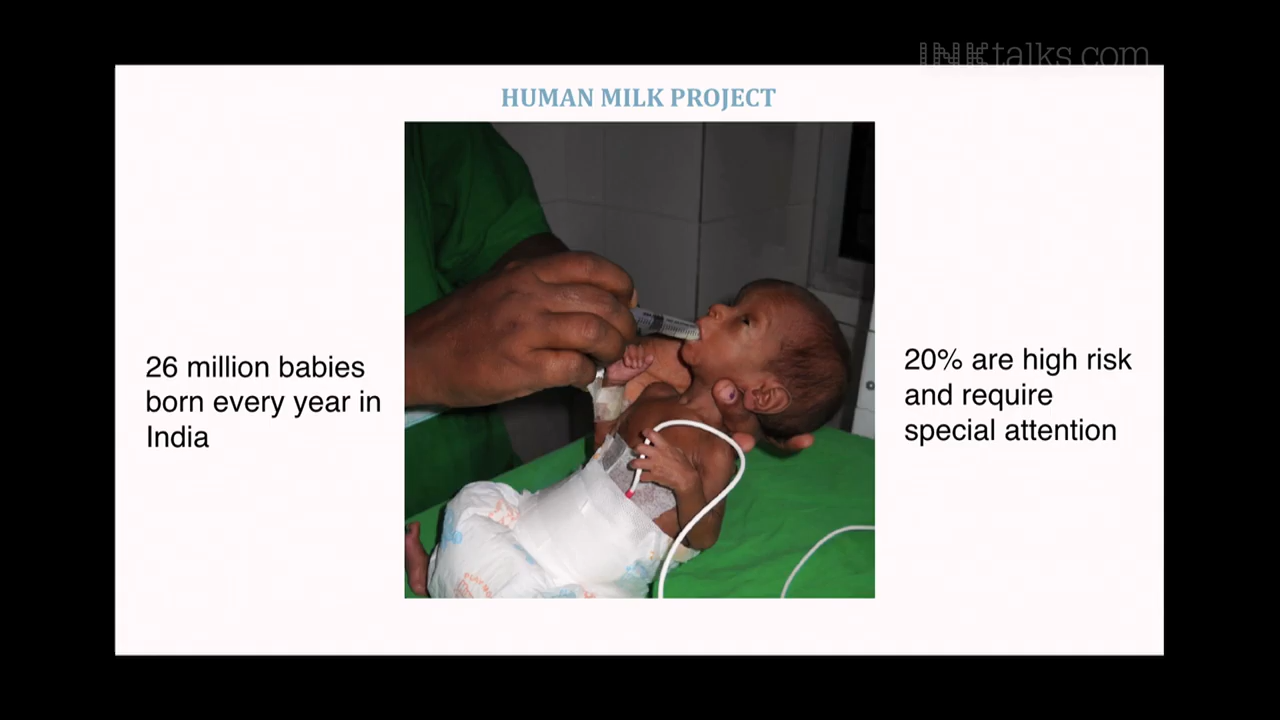 INKtalks.com
HUMAN MILK PROJECT
26 million babies
born every year in
India
20% are high risk
and require
special attention